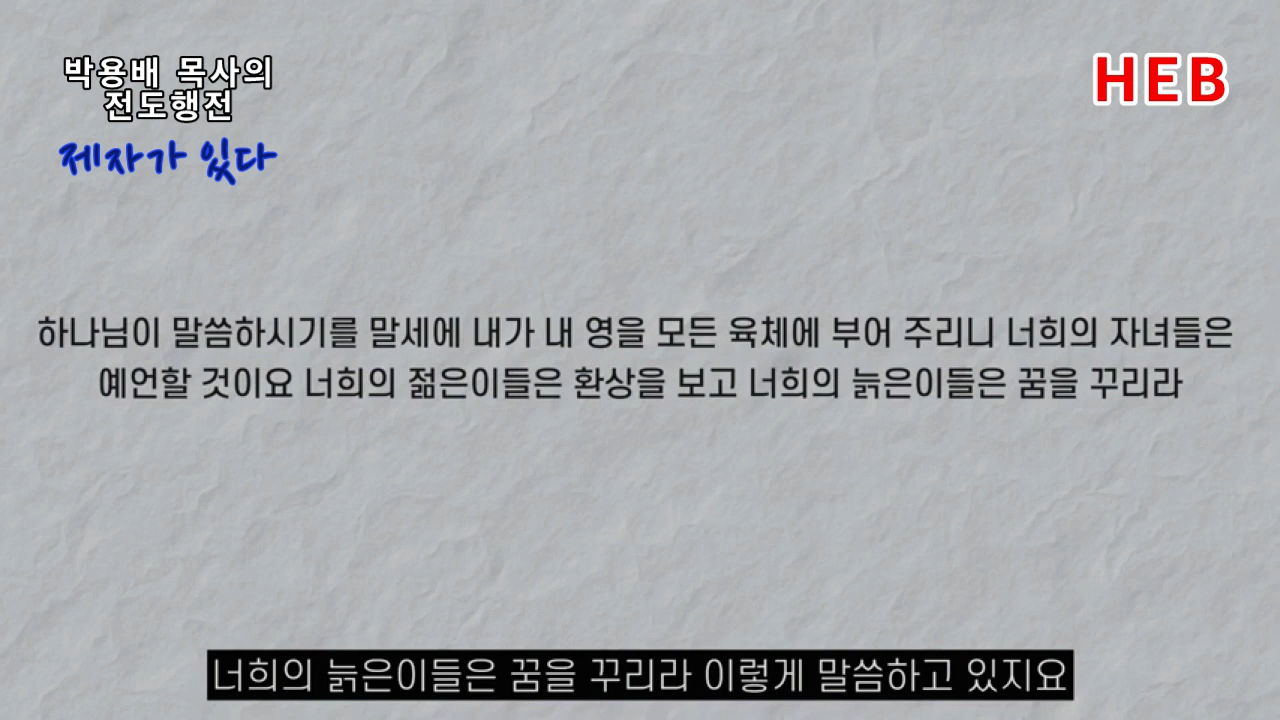 박용배 목사의
전도행전
제자가 있다
HEB
하나님이 말씀하시기를 말세에 내가 내 영을 모든 육체에 부어 주리니 너희의 자녀들은
예언할 것이요 너희의 젊은이들은 환상을 보고 너희의 늙은이들은 꿈을 꾸리라
너희의 늙은이들은 꿈을 꾸리라 이렇게 말씀하고 있지요